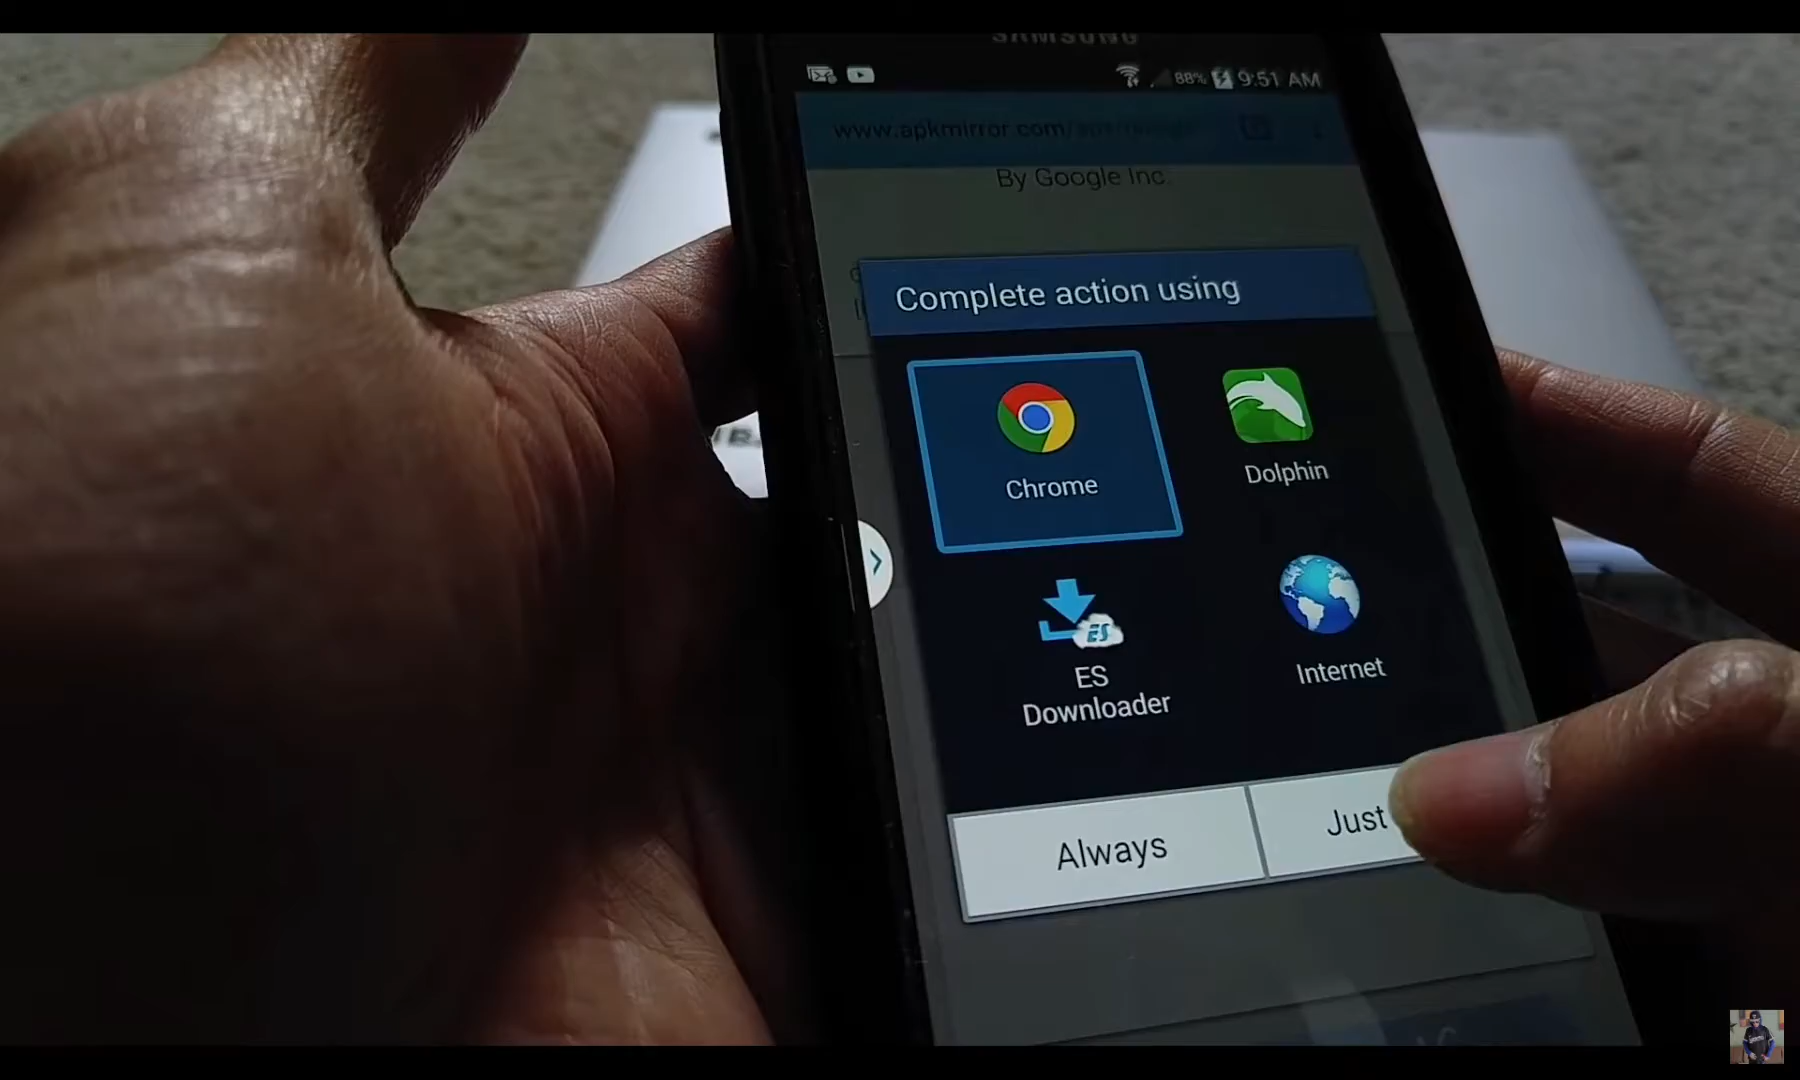 SAMSUNG
88% 9:51 AM
www.apkmirror.com/
By Google Inc.
Complete action using
Chrome
Dolphin
ES
Downloader
Internet
Always
Just